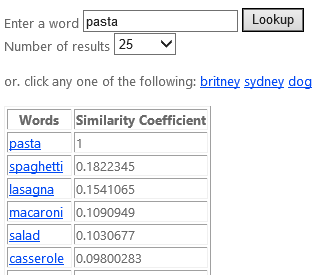 Enter a word pasta Lookup
Number of results 25
or. click any one of the following: britney sydney dog
Words Similarity Coefficient
pasta 1
spaghetti 0.1822345
lasagna 0.1541065
macaroni 0.1090949
salad 0.1030677
casserole 0.09800283